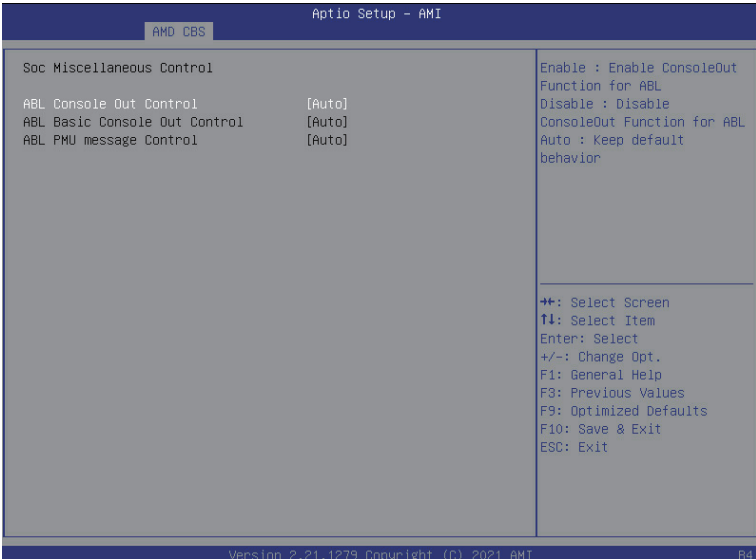 Aptio Setup – AMI
AMD CBS
Soc Miscellaneous Control
ABL Console Out Control [Auto]
ABL Basic Console Out Control [Auto]
ABL PMU message Control [Auto]
Enable : Enable ConsoleOut
Function for ABL
Disable : Disable
ConsoleOut Function for ABL
Auto : Keep default
behavior
→←: Select Screen
↑↓: Select Item
Enter: Select
+/-: Change Opt.
F1: General Help
F3: Previous Values
F9: Optimized Defaults
F10: Save & Exit
ESC: Exit
Version 2.21.1279 Copyright (C) 2021 AMI
B4